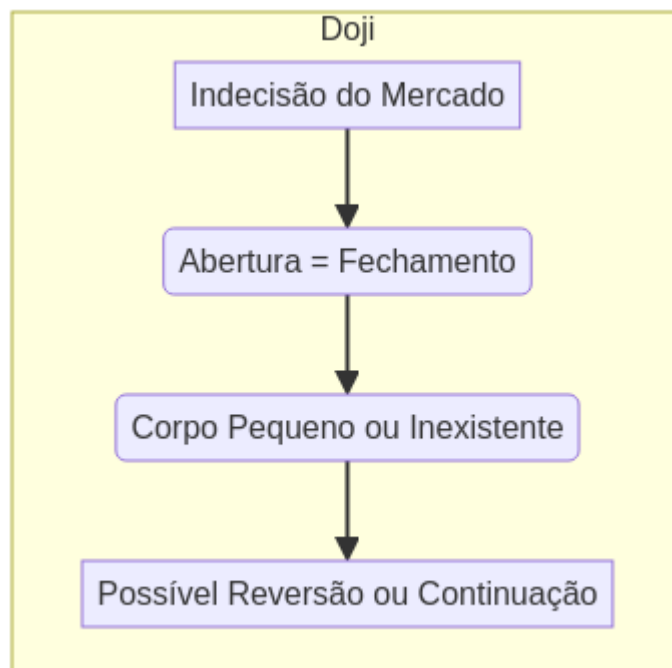 Doji
Indecisão do Mercado
Abertura = Fechamento
Corpo Pequeno ou Inexistente
Possível Reversão ou Continuação